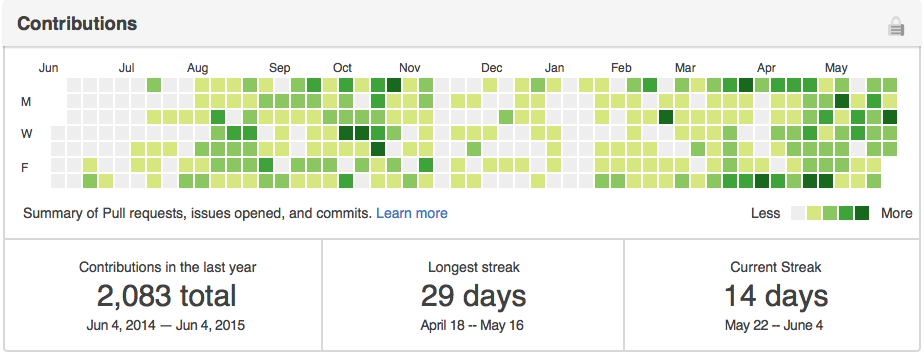 Contributions
Jun Jul Aug Sep Oct Nov Dec Jan Feb Mar Apr May
M
W
F
Summary of Pull requests, issues opened, and commits. Learn more
Less More
Contributions in the last year
2,083 total
Jun 4, 2014 — Jun 4, 2015
Longest streak
29 days
April 18 -- May 16
Current Streak
14 days
May 22 -- June 4